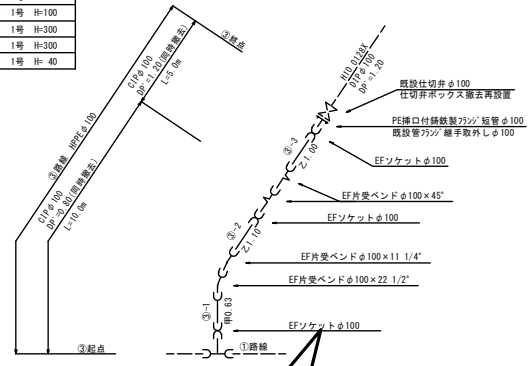 1号 H=100
1号 H=300
1号 H=300
1号 H= 40
③終点
CIPφ100
DP'=1.20(同時撤去)
L=5.0m
③路線 HPPEφ100
CIPφ100
DP'=0.80(同時撤去)
L=10.0m
③起点
H10 0128X
DIPφ100
DP'=1.20
既設仕切弁φ100
仕切弁ボックス撤去再設置
PE挿口付鋳鉄製フランジ短管φ100
既設管フランジ継手取外しφ100
③-3
乙1.00
EFソケットφ100
EF片受ベンドφ100×45°
③-2
乙1.10
EFソケットφ100
EF片受ベンドφ100×11 1/4°
EF片受ベンドφ100×22 1/2°
③-1
甲0.63
EFソケットφ100
①路線